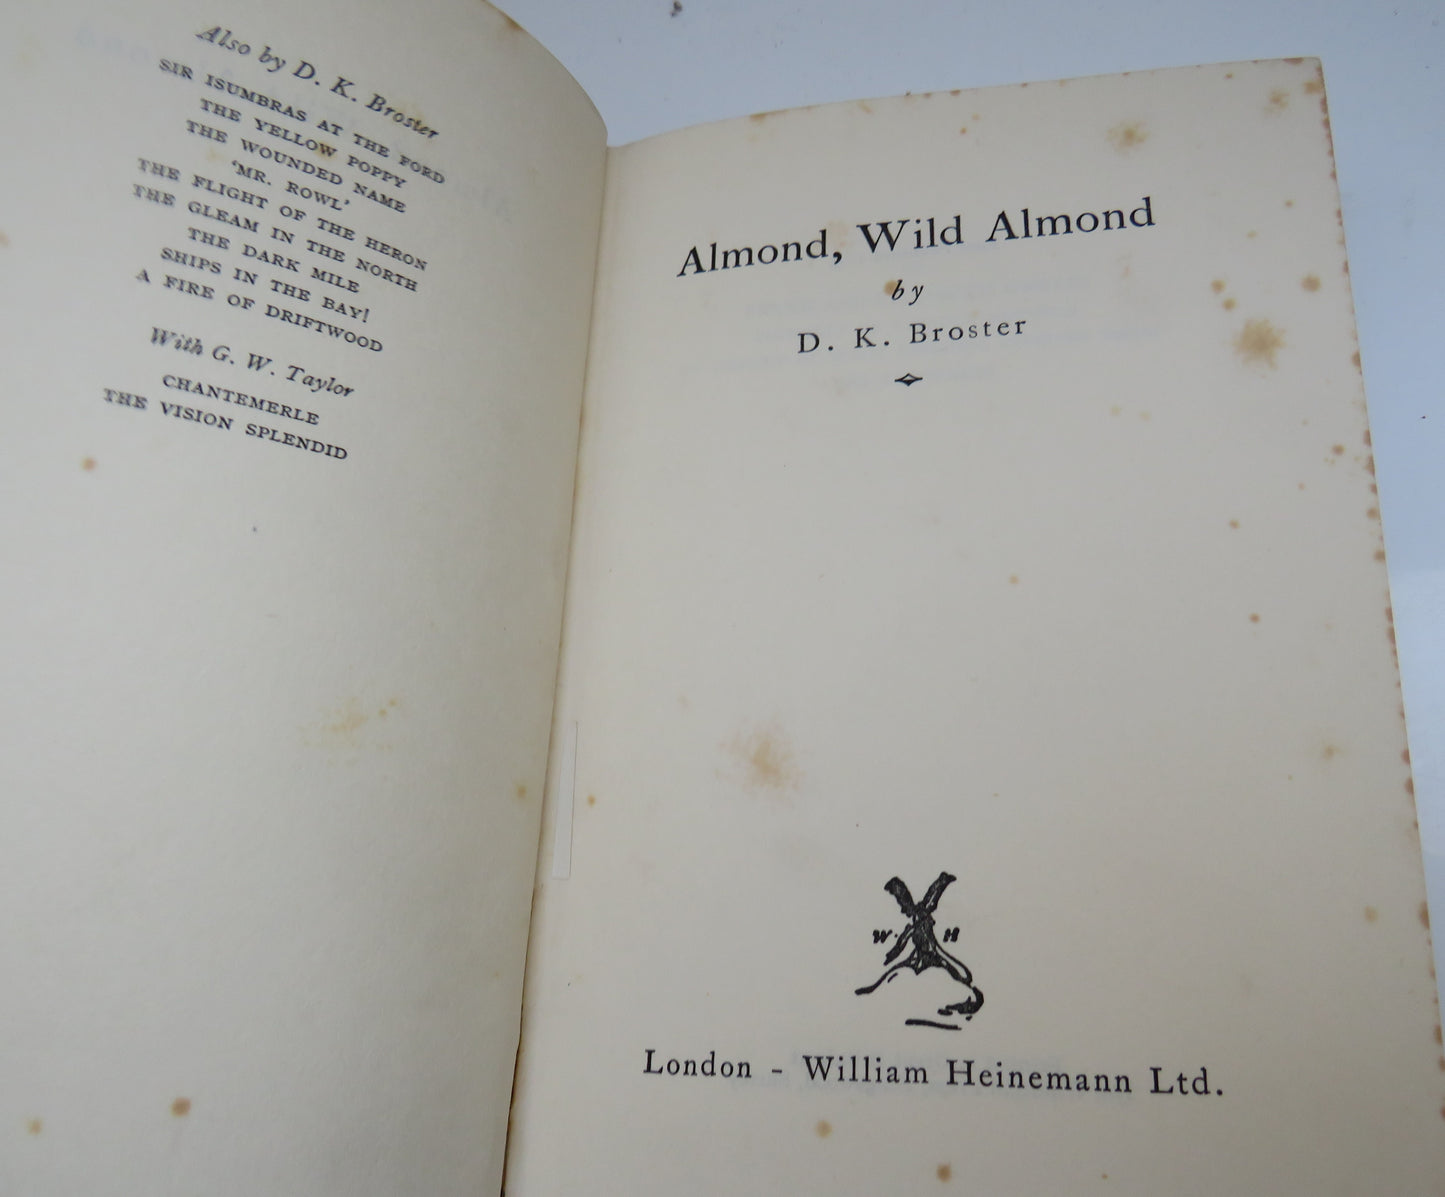 Also by D. K. Broster
SIR ISUMBRAS AT THE FORD
THE YELLOW POPPY
THE WOUNDED NAME
'MR. ROWL'
THE FLIGHT OF THE HERON
THE GLEAM IN THE NORTH
THE DARK MILE
SHIPS IN THE BAY!
A FIRE OF DRIFTWOOD
With G. W. Taylor
CHANTEMERLE
THE VISION SPLENDID
Almond, Wild Almond
by
D. K. Broster
W. H
London - William Heinemann Ltd.